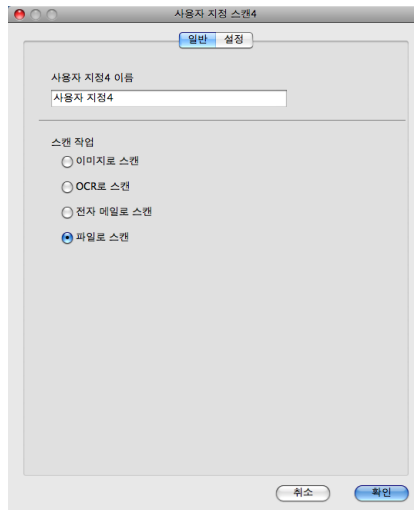 사용자 지정 스캔4
일반 설정
사용자 지정4 이름
사용자 지정4
스캔 작업
이미지로 스캔
OCR로 스캔
전자 메일로 스캔
파일로 스캔
취소 확인